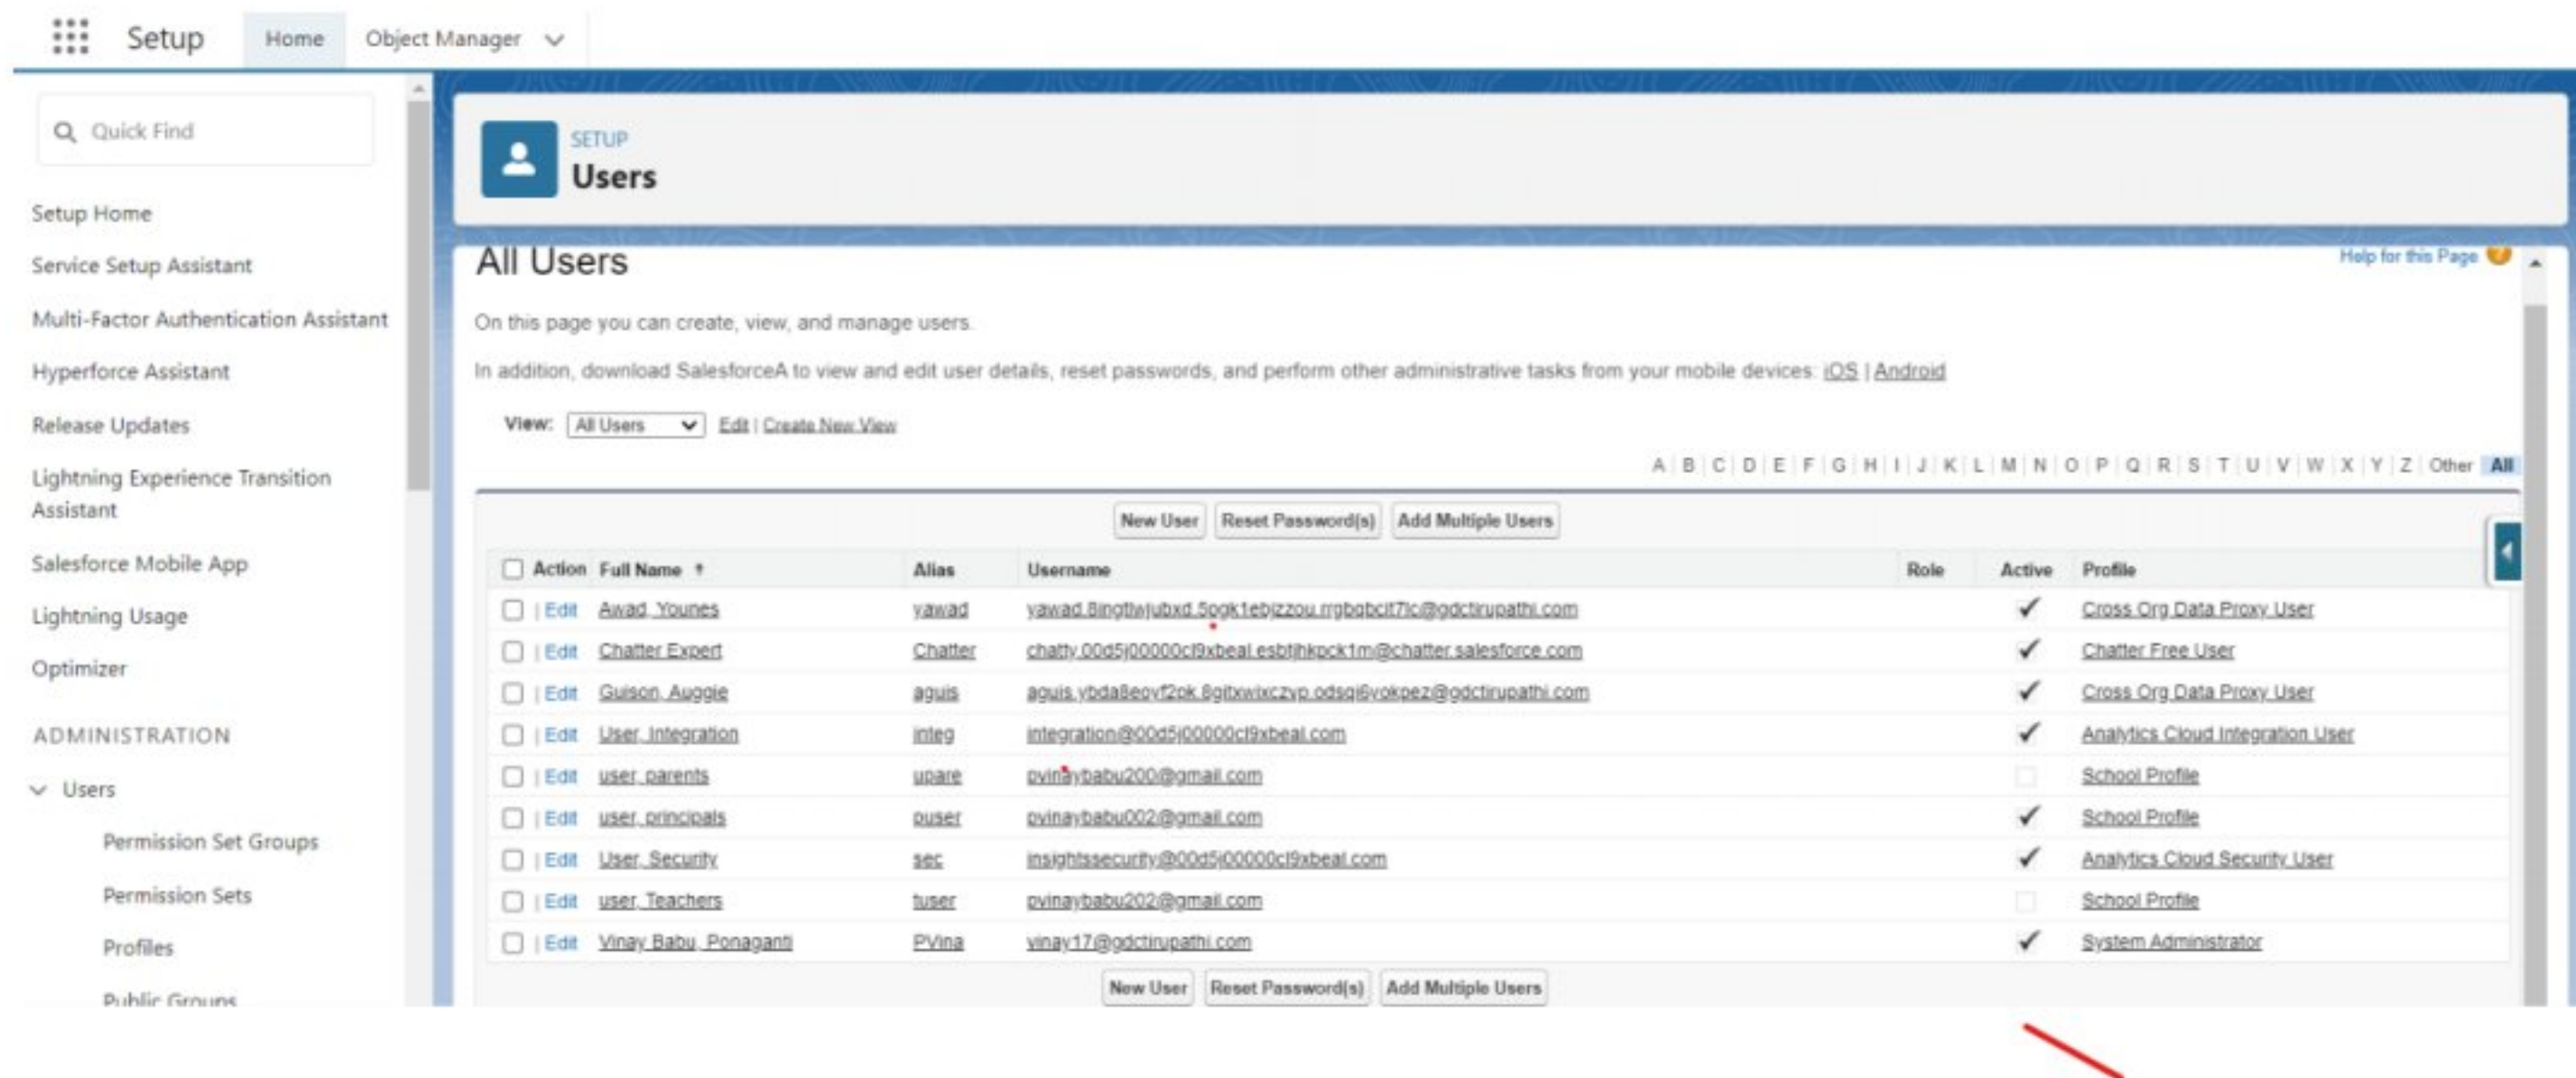 Setup Home Object Manager
Quick Find
Setup Home
Service Setup Assistant
Multi-Factor Authentication Assistant
Hyperforce Assistant
Release Updates
Lightning Experience Transition
Assistant
Salesforce Mobile App
Lightning Usage
Optimizer
ADMINISTRATION
Users
Permission Set Groups
Permission Sets
Profiles
Public Groups
SETUP
Users
All Users
Help for this Page
On this page you can create, view, and manage users.
In addition, download SalesforceA to view and edit user details, reset passwords, and perform other administrative tasks from your mobile devices: iOS | Android
View: All Users Edit | Create New View
A | B | C | D | E | F | G | H | I | J | K | L | M | N | O | P | Q | R | S | T | U | V | W | X | Y | Z | Other All
New User Reset Password(s) Add Multiple Users
Action Full Name ↑ Alias Username Role Active Profile
| Edit Awad, Younes yawad Cross Org Data Proxy User
| Edit Chatter Expert Chatter Chatter Free User
| Edit Guison, Auggie aguis Cross Org Data Proxy User
| Edit User, Integration integ Analytics Cloud Integration User
| Edit user, parents upare pvinaybabu200@gmail.com School Profile
| Edit user, principals puser pvinaybabu002@gmail.com School Profile
| Edit User, Security sec Analytics Cloud Security User
| Edit user, Teachers tuser pvinaybabu202@gmail.com School Profile
| Edit Vinay Babu, Ponaganti PVina vinay17@gdctirupathi.com System Administrator
New User Reset Password(s) Add Multiple Users